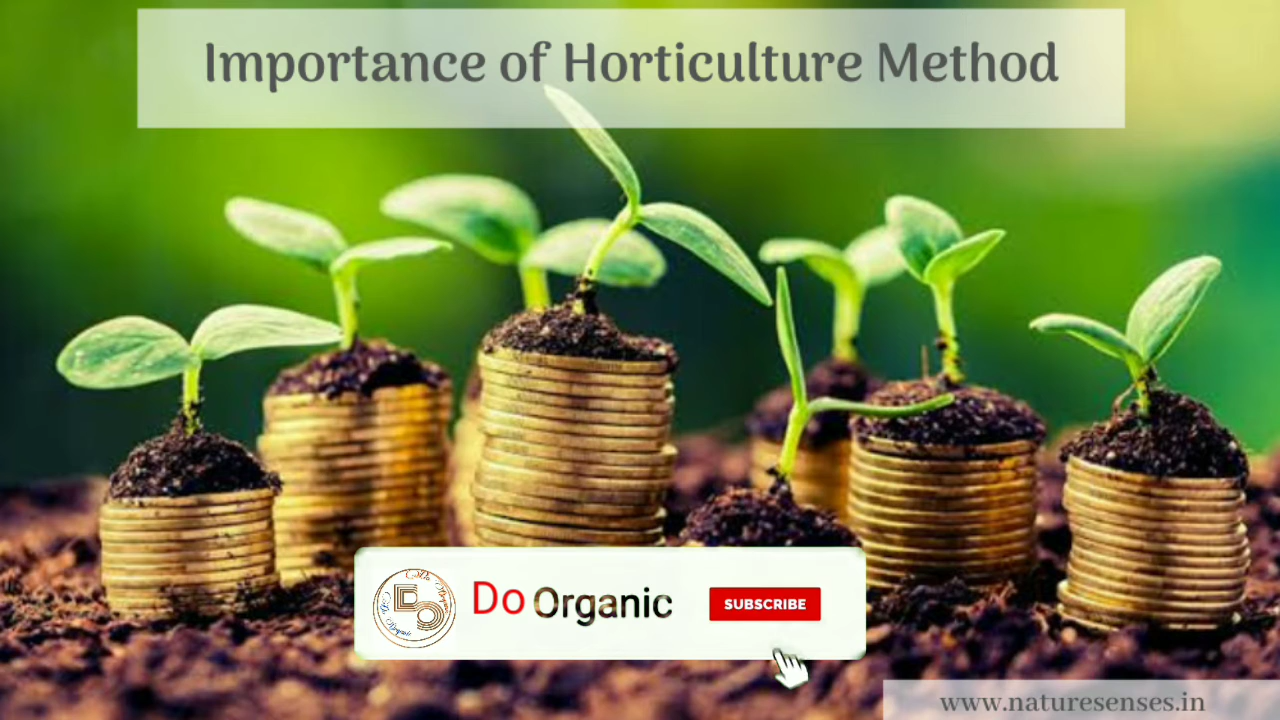 Importance of Horticulture Method
Do Organic
SUBSCRIBE
www.naturesenses.in